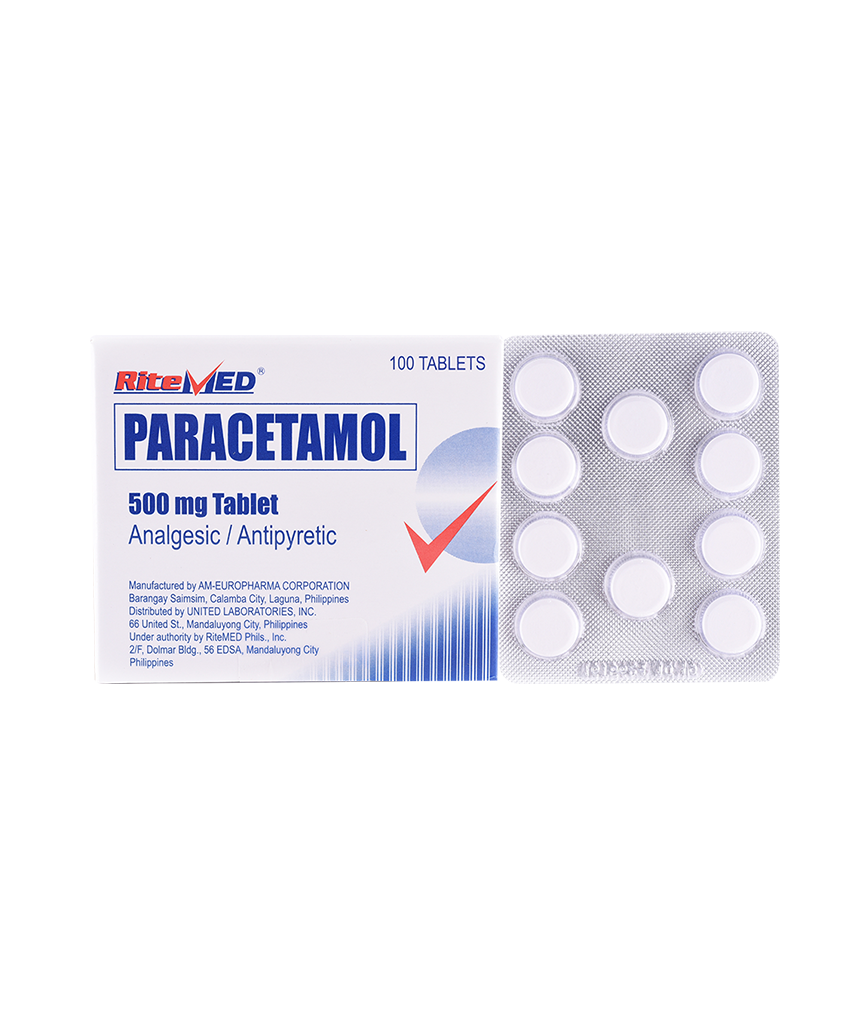 RiteMED®
100 TABLETS
PARACETAMOL
500 mg Tablet
Analgesic / Antipyretic
Manufactured by AM-EUROPHARMA CORPORATION
Barangay Saimsim, Calamba City, Laguna, Philippines
Distributed by UNITED LABORATORIES, INC.
66 United St., Mandaluyong City, Philippines
Under authority by RiteMED Phils., Inc.
2/F, Dolmar Bldg., 56 EDSA, Mandaluyong City
Philippines